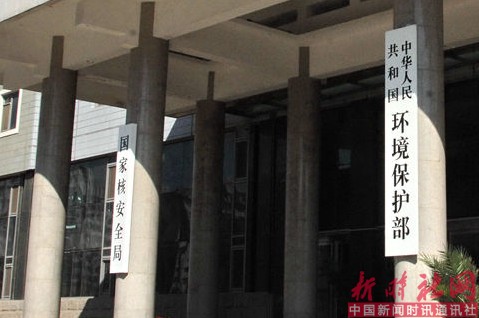 国家核安全局
中华人民
共和国
环境保护部
新时社网
中国新闻时讯通讯社